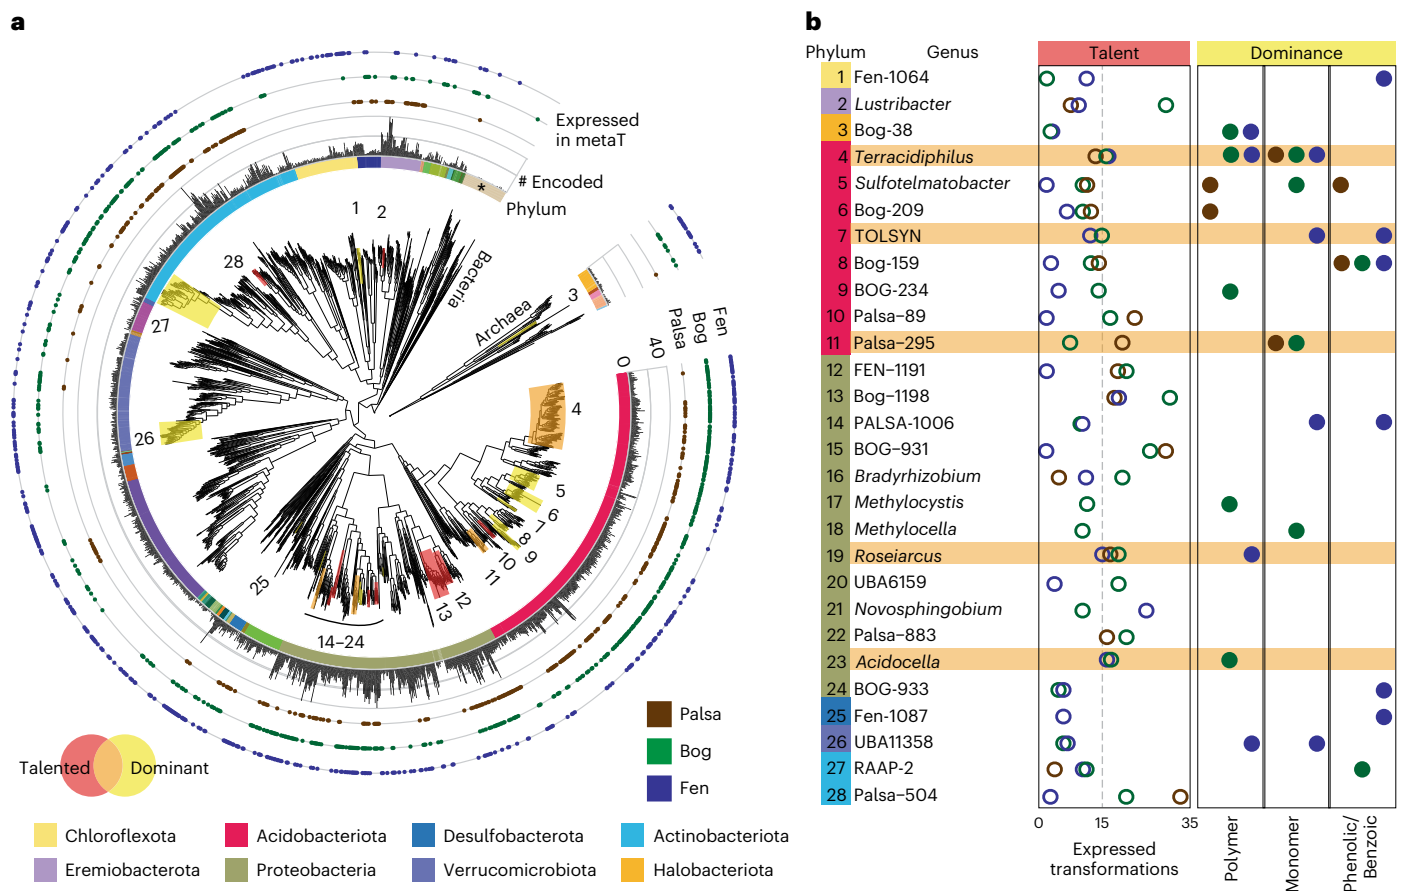 a
Expressed
in metaT
# Encoded
*
Phylum
1
2
28
Bacteria
3
Archaea
27
Palsa
Bog
Fen
0
40
4
26
5
6
7
8
9
10
11
12
13
25
14–24
Talented
Dominant
Palsa
Bog
Fen
Chloroflexota
Acidobacteriota
Desulfobacterota
Actinobacteriota
Eremiobacterota
Proteobacteria
Verrucomicrobiota
Halobacteriota
b
Phylum
Genus
Talent
Dominance
1 Fen-1064
2 Lustribacter
3 Bog-38
4 Terracidiphilus
5 Sulfotelmatobacter
6 Bog-209
7 TOLSYN
8 Bog-159
9 BOG-234
10 Palsa–89
11 Palsa–295
12 FEN–1191
13 Bog–1198
14 PALSA-1006
15 BOG–931
16 Bradyrhizobium
17 Methylocystis
18 Methylocella
19 Roseiarcus
20 UBA6159
21 Novosphingobium
22 Palsa–883
23 Acidocella
24 BOG-933
25 Fen-1087
26 UBA11358
27 RAAP-2
28 Palsa–504
0
15
35
Expressed
transformations
Polymer
Monomer
Phenolic/
Benzoic